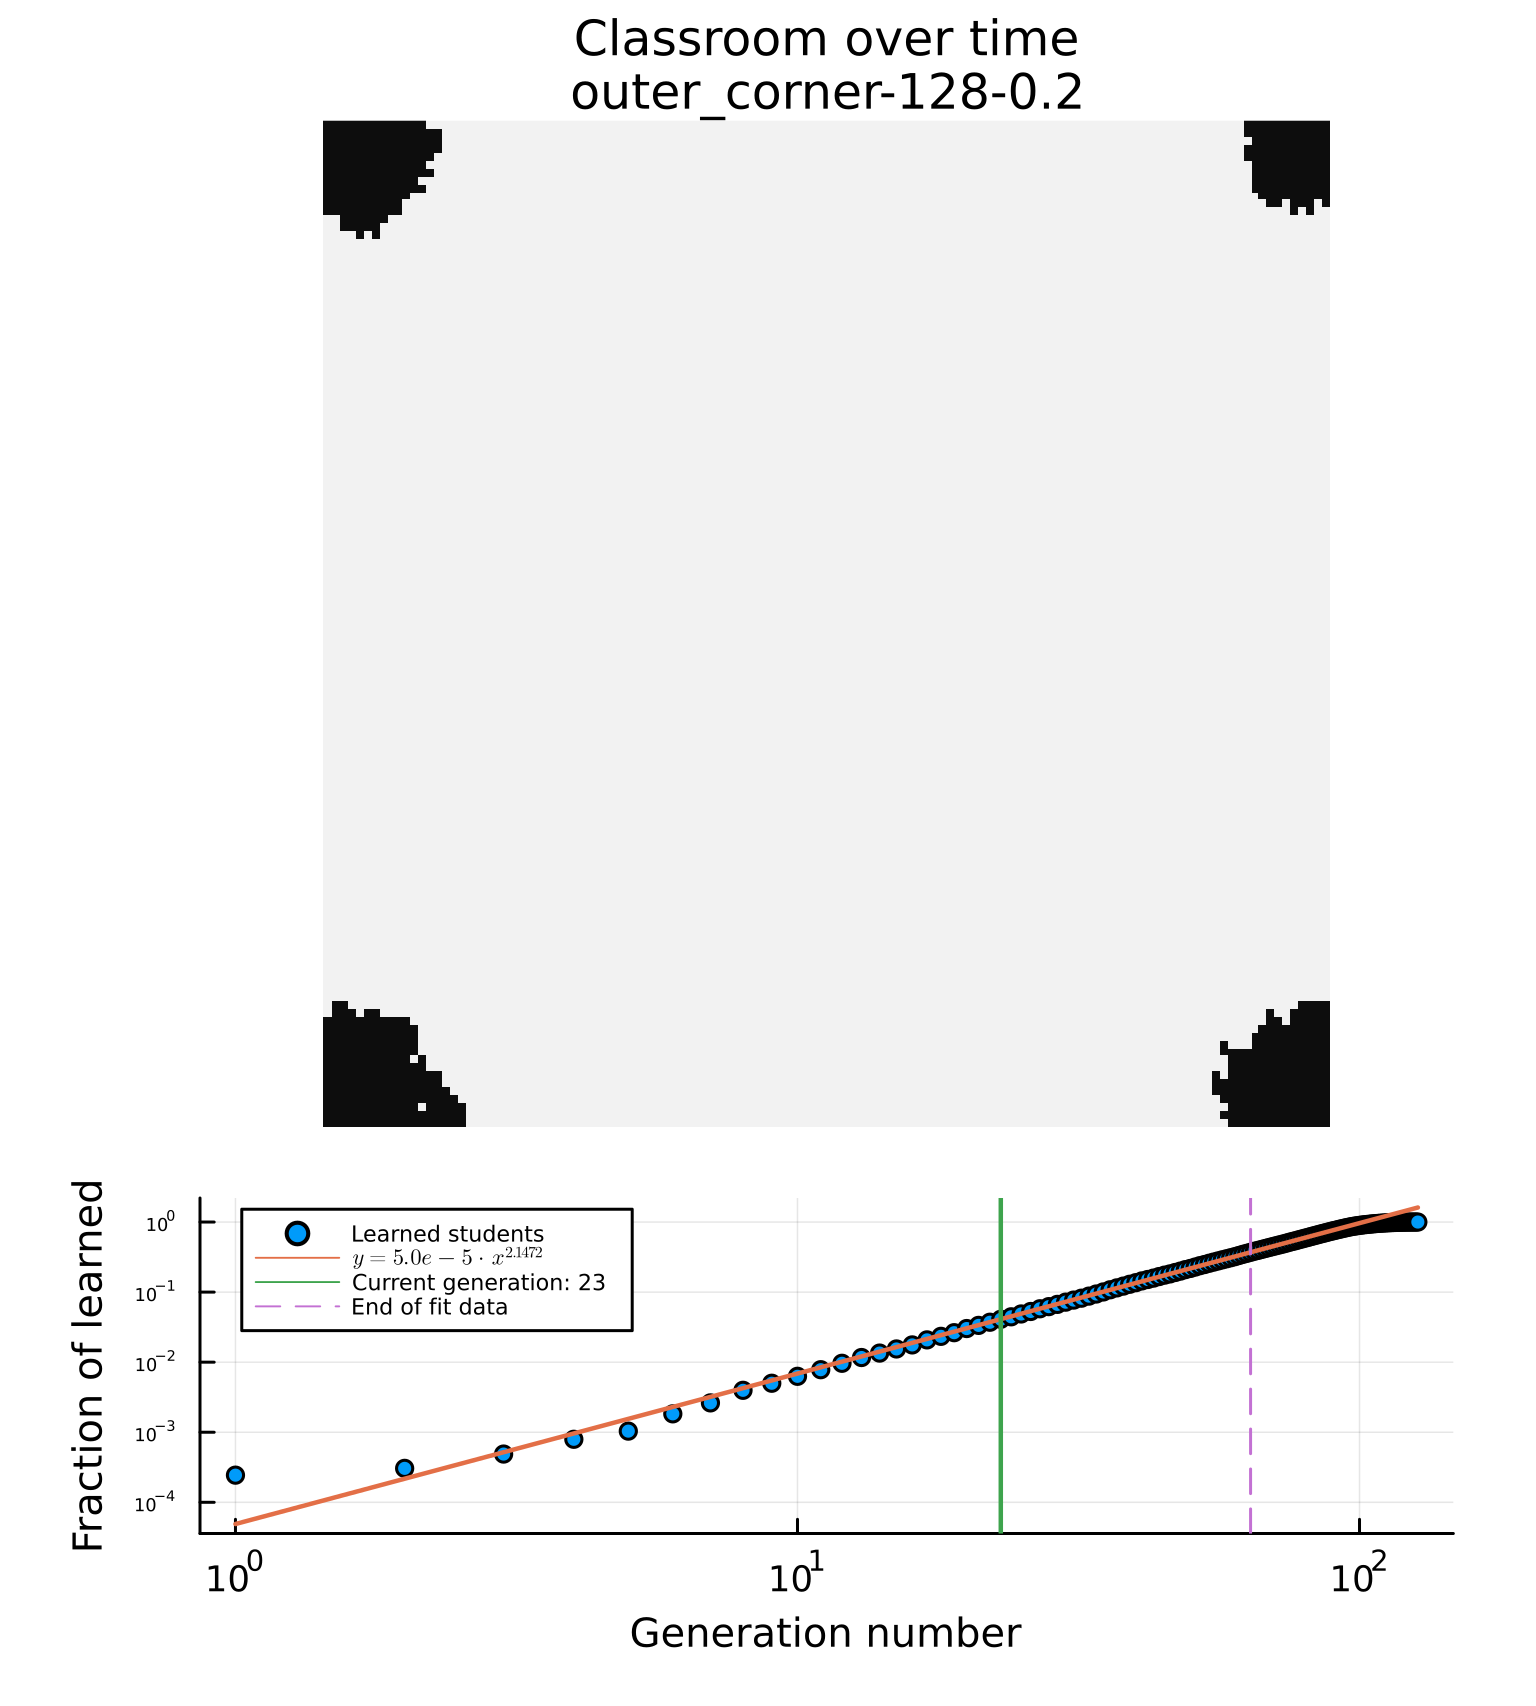 Classroom over time
outer_corner-128-0.2
Fraction of learned
10^0
10^-1
10^-2
10^-3
10^-4
Learned students
y = 5.0e − 5 · x^2.1472
Current generation: 23
End of fit data
10^0 10^1 10^2
Generation number